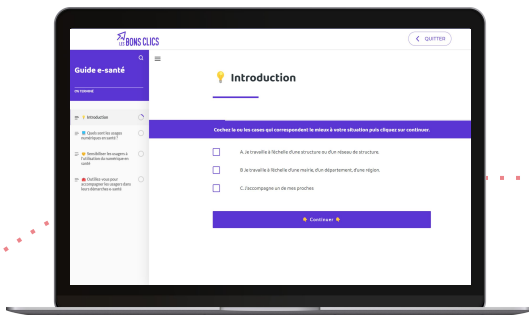 LES BONS CLICS
QUITTER
Guide e-santé
0% TERMINÉ
Introduction
Quels sont les usages
numériques en santé ?
Sensibiliser les usagers à
l'utilisation du numérique en
santé
Outillez-vous pour
accompagner les usagers dans
leurs démarches e-santé
Introduction
Cochez la ou les cases qui correspondent le mieux à votre situation puis cliquez sur continuer.
A. Je travaille à l'échelle d'une structure ou d'un réseau de structure.
B Je travaille à l'échelle d'une mairie, d'un département, d'une région.
C. J'accompagne un de mes proches
Continuer